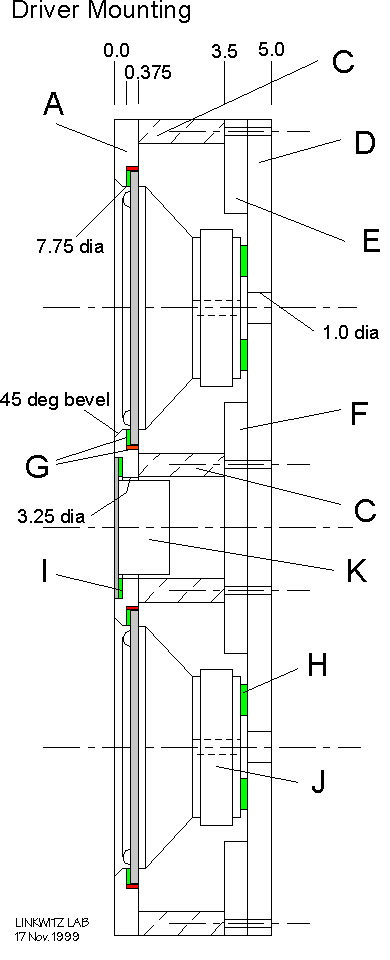 Driver Mounting
0.0
3.5
5.0
0.375
C
A
D
E
7.75 dia
1.0 dia
45 deg bevel
F
G
C
3.25 dia
I
K
H
J
LINKWITZ LAB
17 Nov. 1999